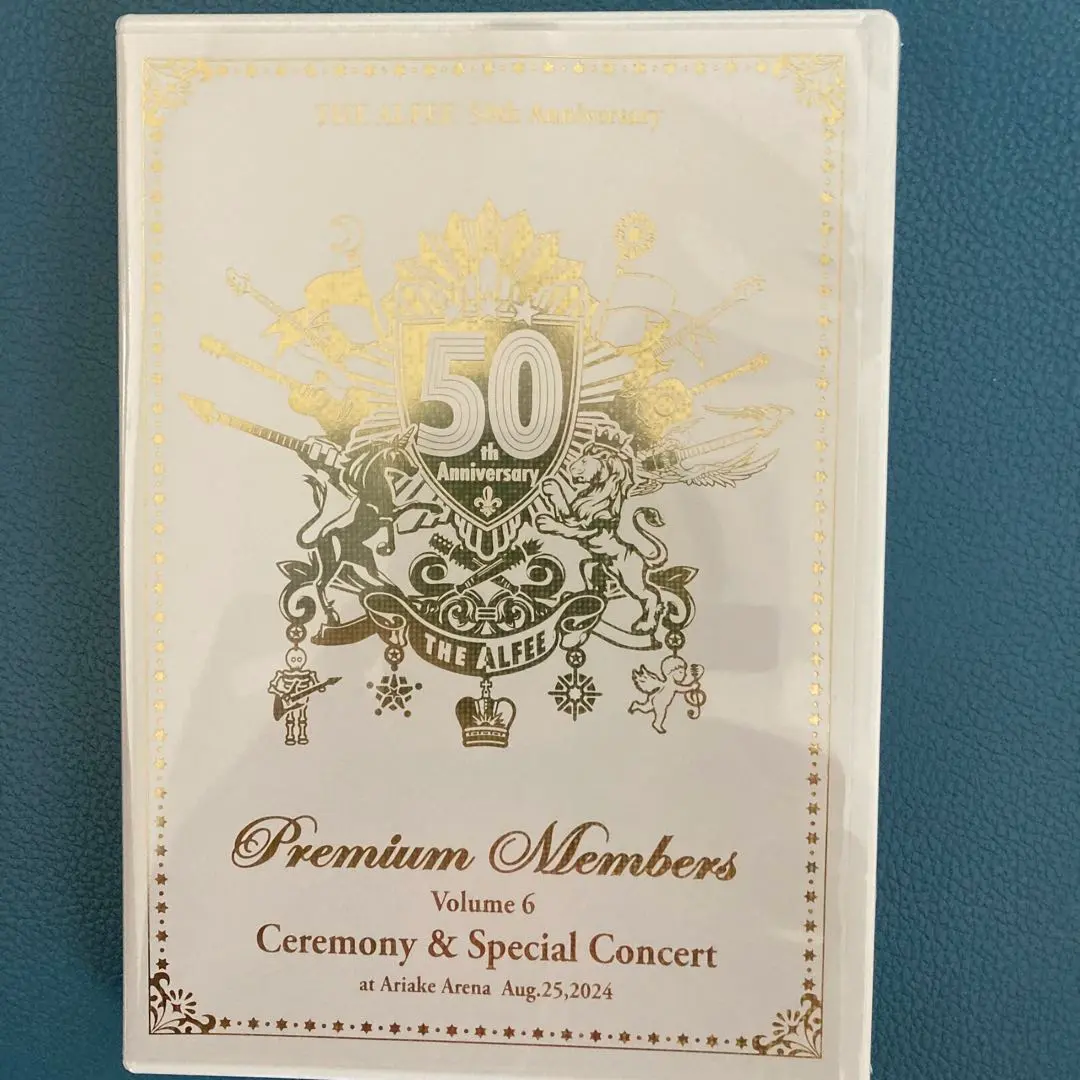 THE ALFEE 50th Anniversary
50
th
Anniversary
THE ALFEE
Premium Members
Volume 6
Ceremony & Special Concert
at Ariake Arena Aug.25,2024